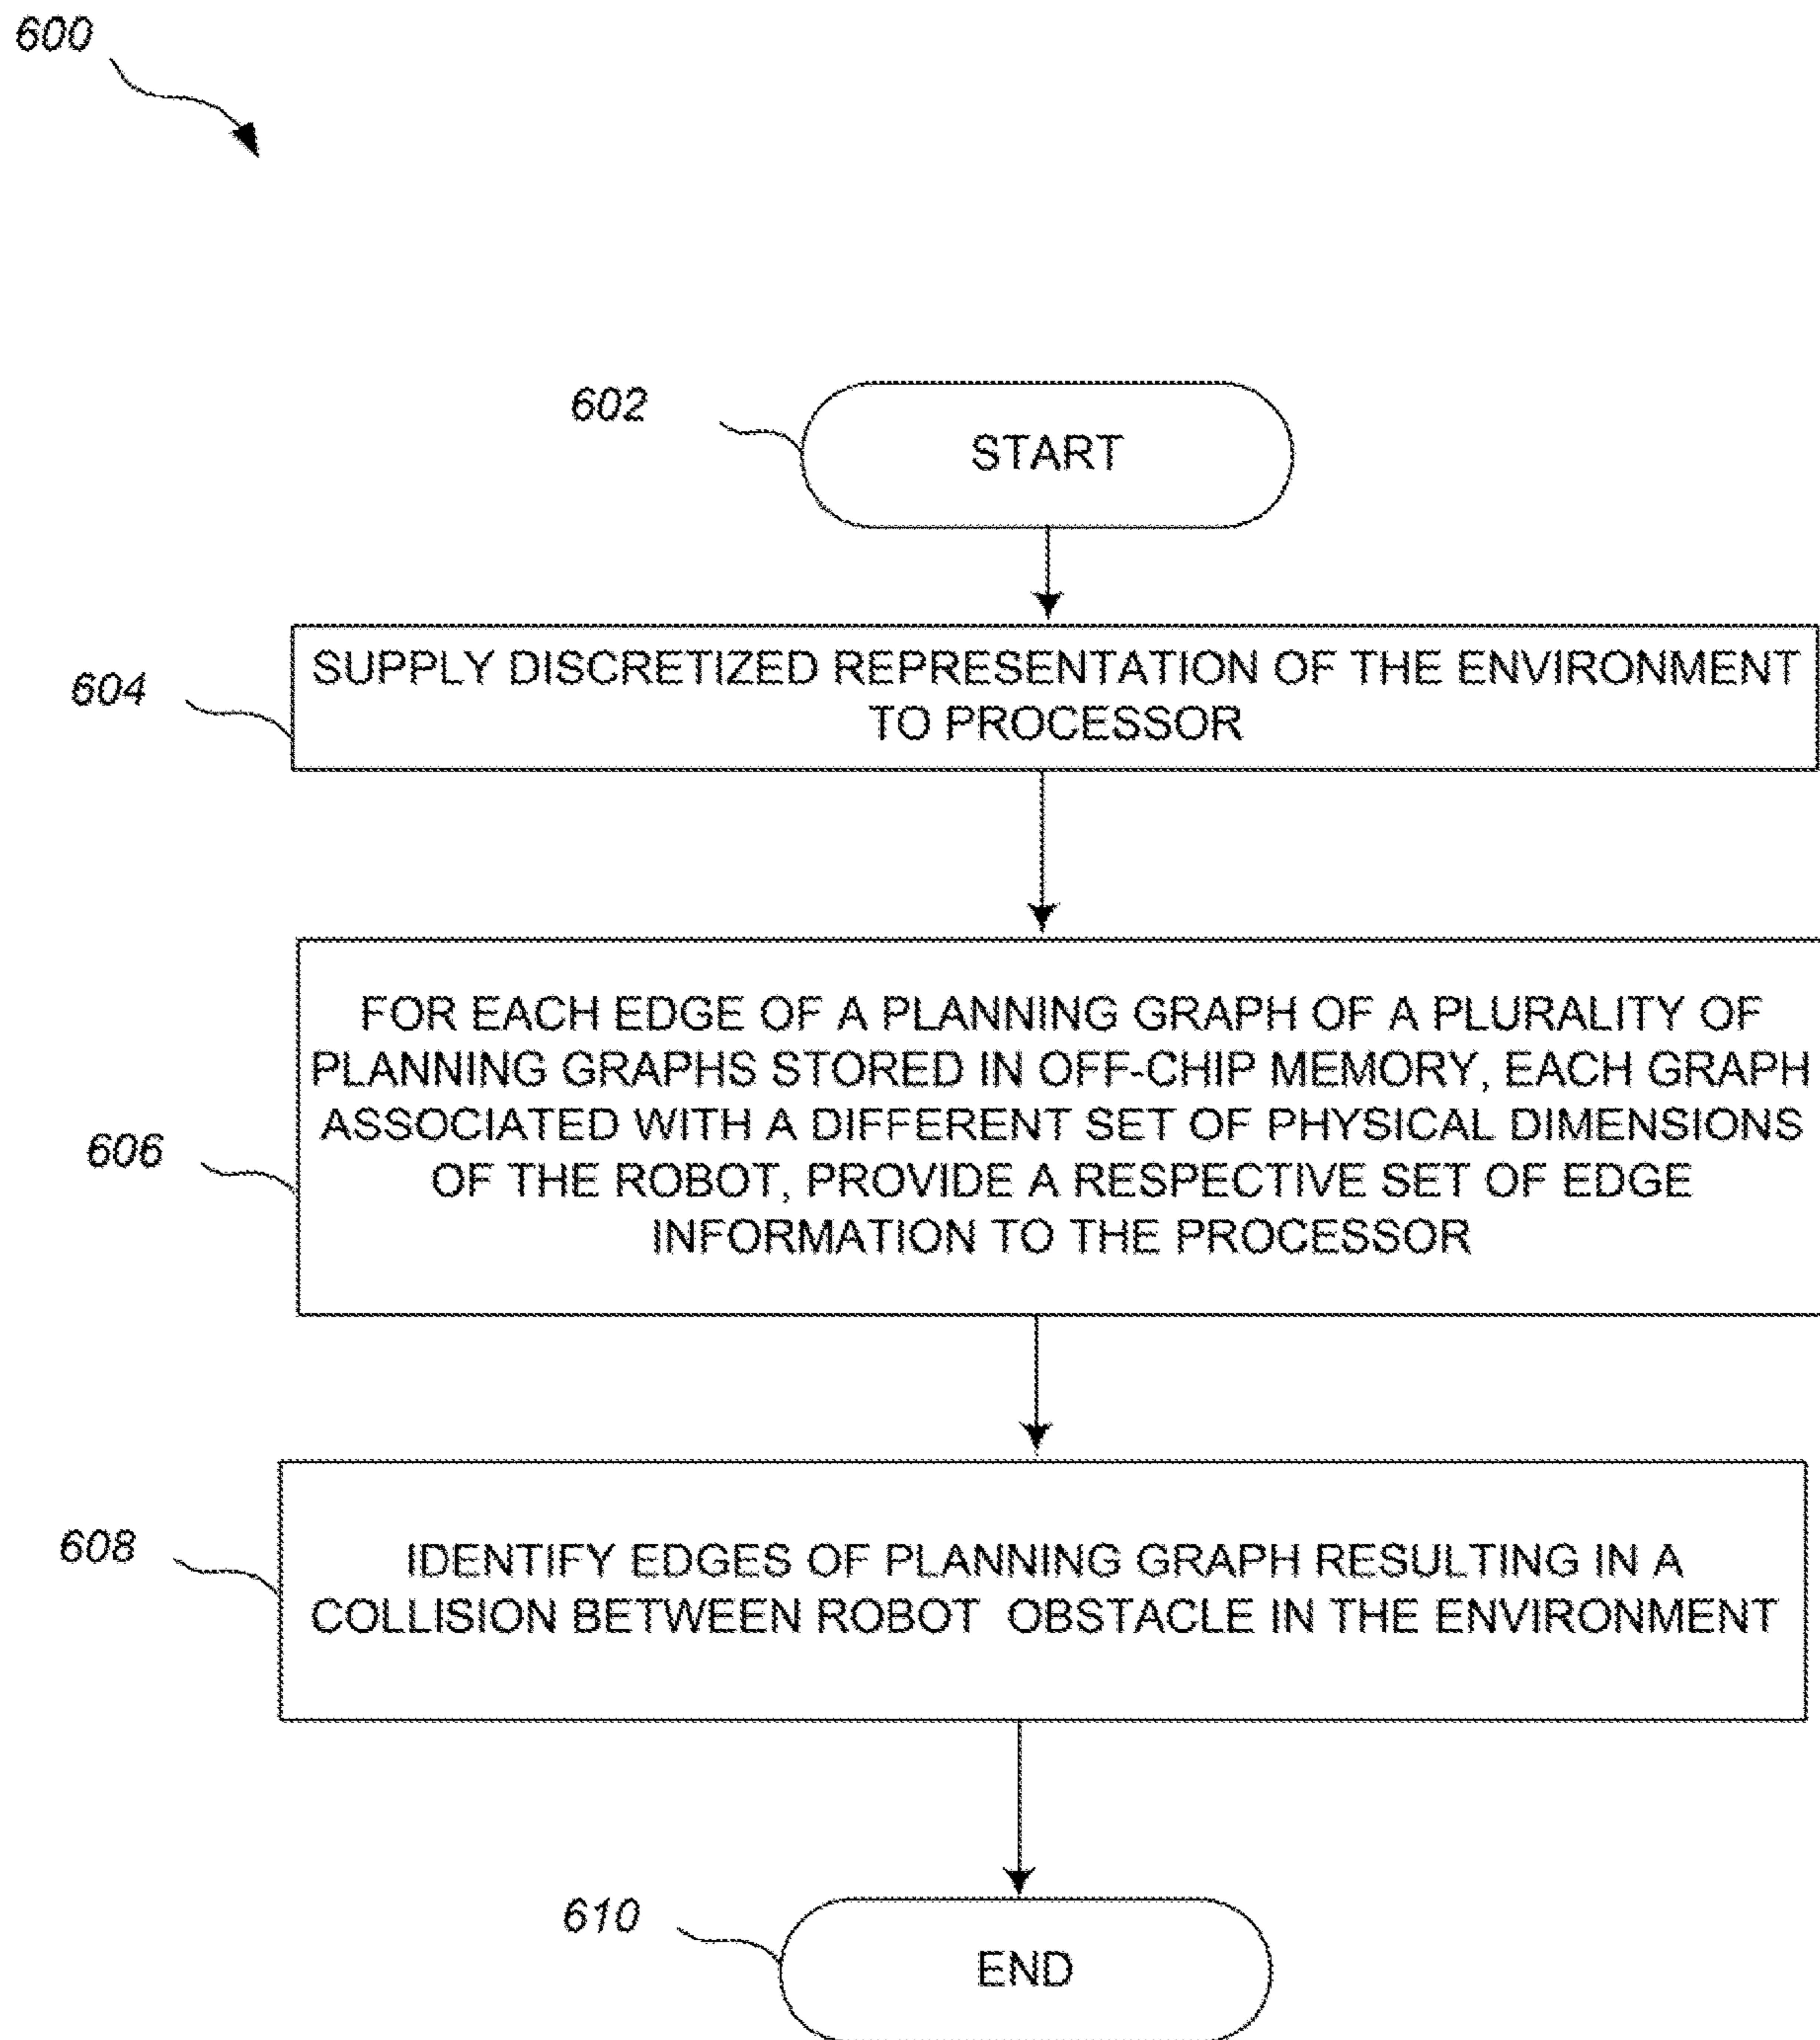 600
602
START
604
SUPPLY DISCRETIZED REPRESENTATION OF THE ENVIRONMENT
TO PROCESSOR
606
FOR EACH EDGE OF A PLANNING GRAPH OF A PLURALITY OF
PLANNING GRAPHS STORED IN OFF-CHIP MEMORY, EACH GRAPH
ASSOCIATED WITH A DIFFERENT SET OF PHYSICAL DIMENSIONS
OF THE ROBOT, PROVIDE A RESPECTIVE SET OF EDGE
INFORMATION TO THE PROCESSOR
608
IDENTIFY EDGES OF PLANNING GRAPH RESULTING IN A
COLLISION BETWEEN ROBOT OBSTACLE IN THE ENVIRONMENT
610
END